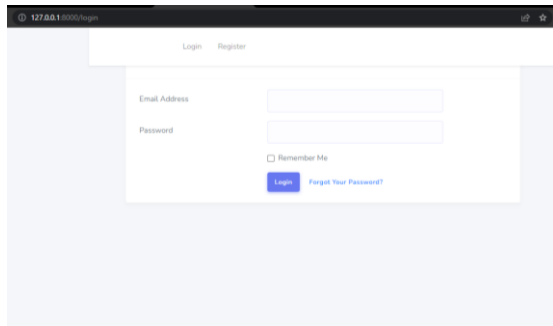 127.0.0.1:8000/login
Login Register
Email Address
Password
Remember Me
Login Forgot Your Password?